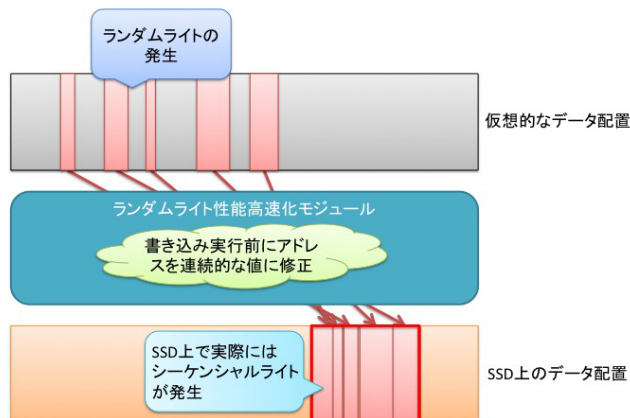 ランダムライトの
発生
仮想的なデータ配置
ランダムライト性能高速化モジュール
書き込み実行前にアドレ
スを連続的な値に修正
SSD上で実際には
シーケンシャルライト
が発生
SSD上のデータ配置